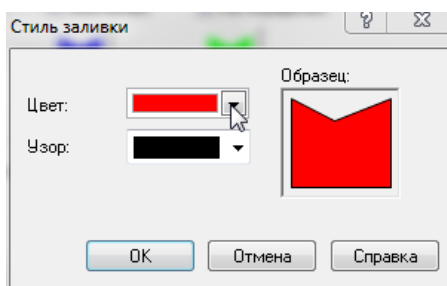 Стиль заливки
Образец:
Цвет:
Узор:
OK Отмена Справка